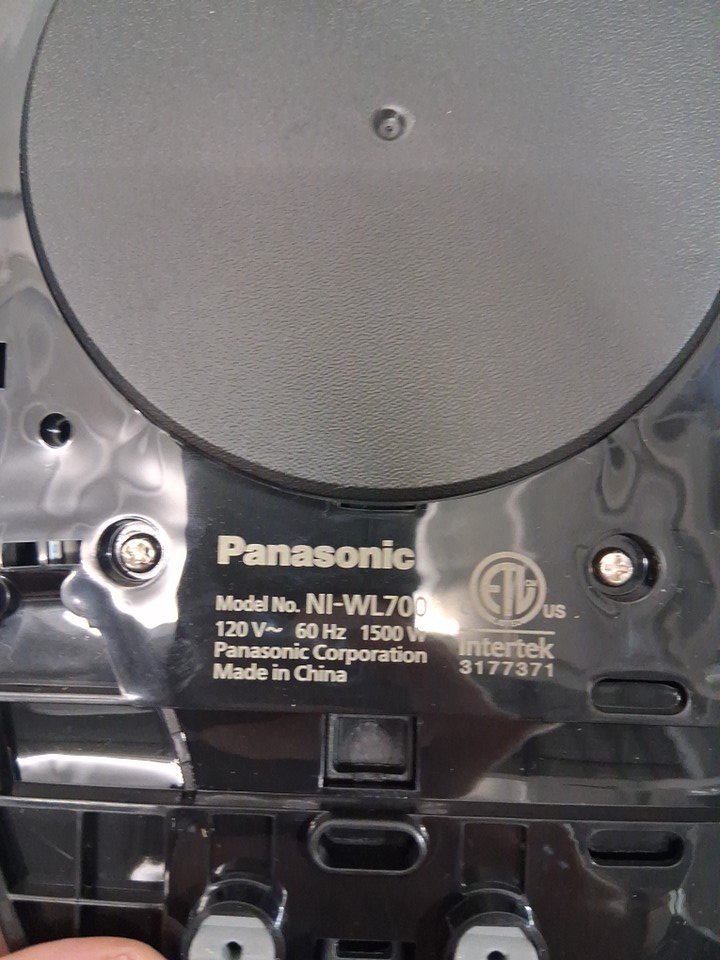 Panasonic
Model No. NI-WL700
120 V~ 60 Hz 1500 W
Panasonic Corporation
Made in China
ETL
US
Intertek
3177371